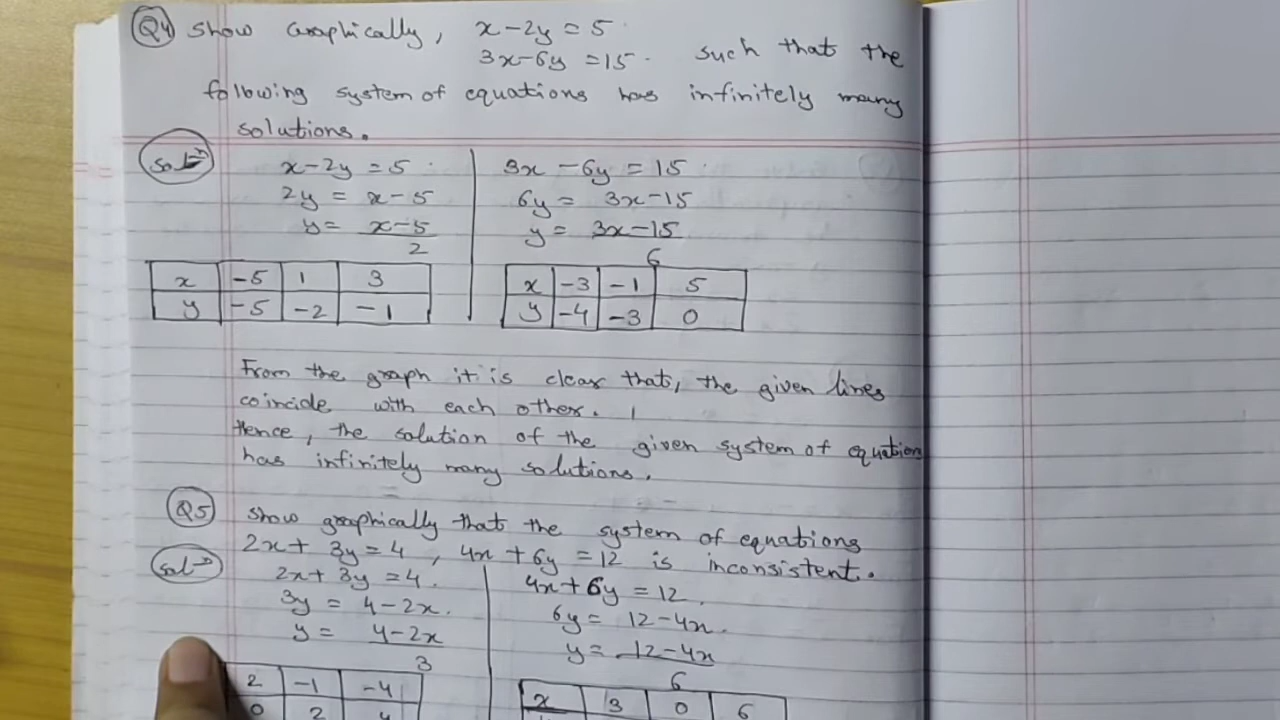 Q4 Show Graphically, x-2y=5
3x-6y=15. such that the
following system of equations has infinitely many
solutions.
Solⁿ
x-2y=5
2y = x-5
y= x-5
2
x -5 1 3
y -5 -2 -1
3x -6y = 15
6y = 3x-15
y = 3x-15
6
x -3 -1 5
y -4 -3 0
From the graph it is clear that, the given lines
coincide with each other.
Hence, the solution of the given system of equation
has infinitely many solutions.
Q5 Show graphically that the system of equations
2x+ 3y=4, 4x +6y =12 is inconsistent.
Solⁿ
2x+ 3y=4.
3y = 4-2x.
y = 4-2x
3
2 -1 -4
0 2 4
4x+6y=12.
6y= 12-4x.
y= 12-4x
6
x 3 0 6